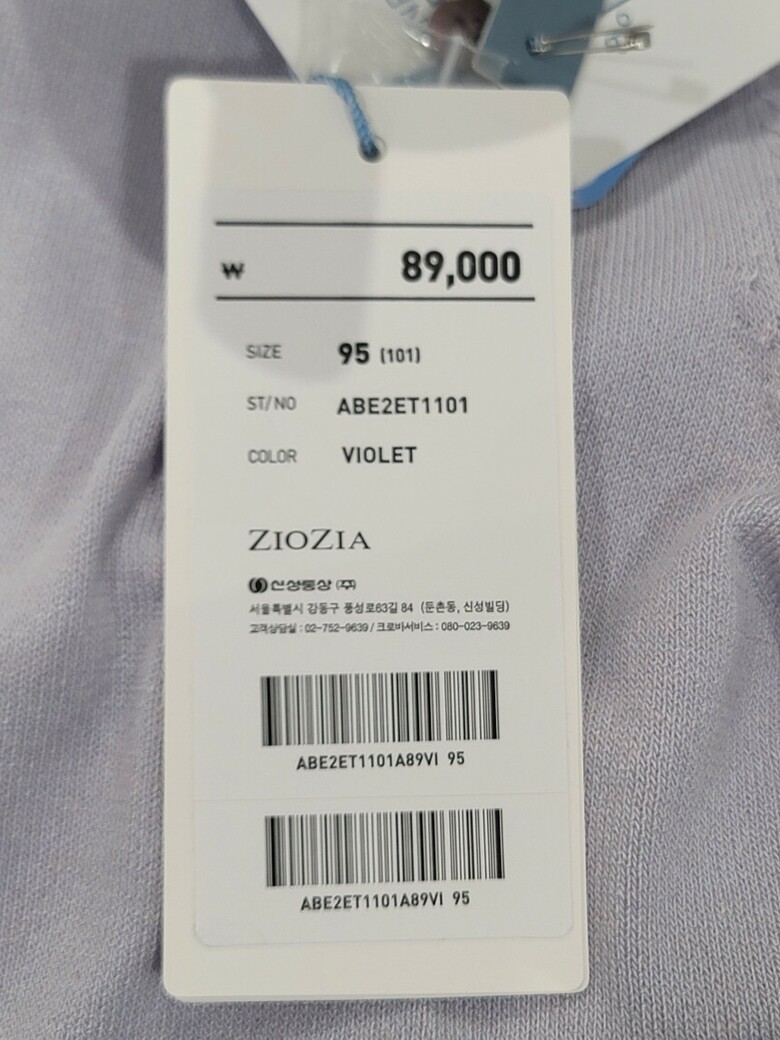 ₩ 89,000
SIZE 95 (101)
ST/NO ABE2ET1101
COLOR VIOLET
ZIOZIA
신성통상 (주)
서울특별시 강동구 풍성로63길 84 (둔촌동, 신성빌딩)
고객상담실 : 02-752-9639 / 크로바서비스 : 080-023-9639
ABE2ET1101A89VI 95
ABE2ET1101A89VI 95